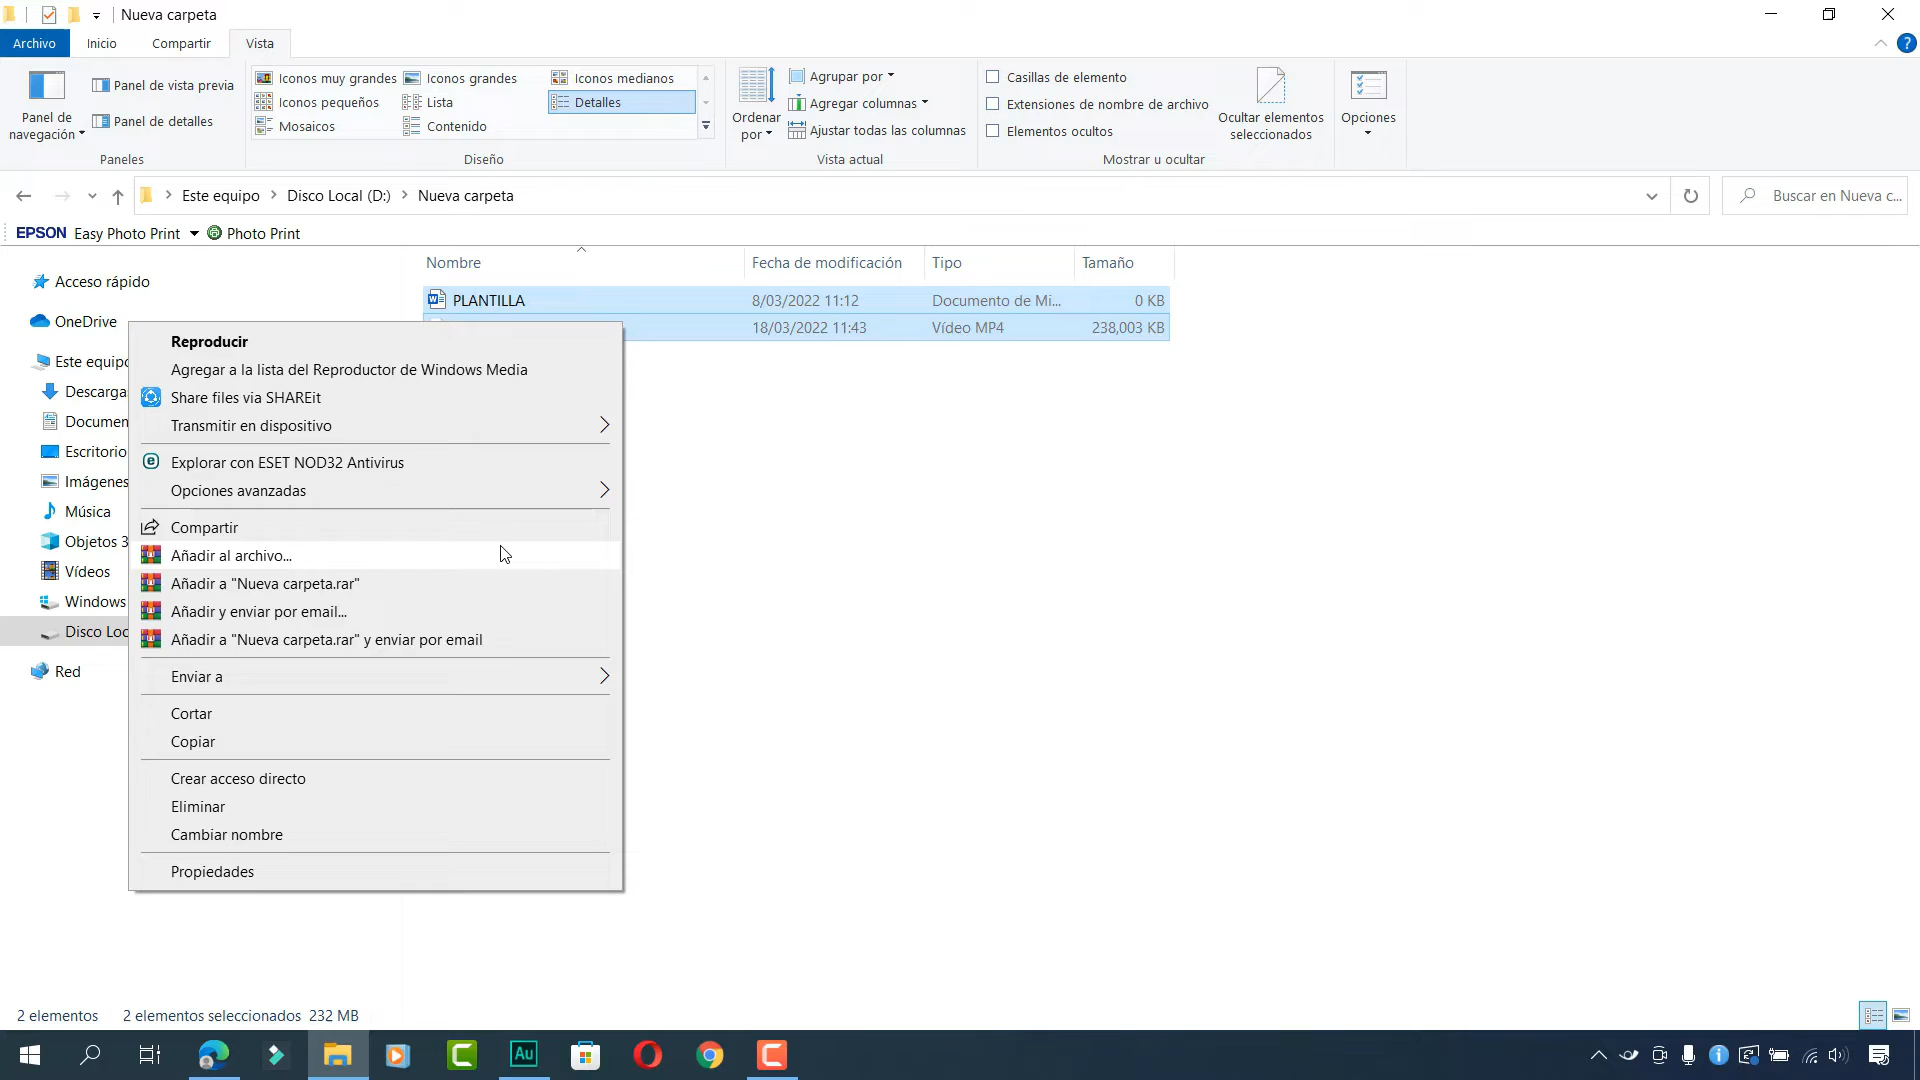 Nueva carpeta
Archivo Inicio Compartir Vista
Panel de navegación
Panel de vista previa
Panel de detalles
Paneles
Iconos muy grandes Iconos grandes Iconos medianos
Iconos pequeños Lista Detalles
Mosaicos Contenido
Diseño
Ordenar por
Agrupar por
Agregar columnas
Ajustar todas las columnas
Vista actual
Casillas de elemento
Extensiones de nombre de archivo
Elementos ocultos
Ocultar elementos
seleccionados
Mostrar u ocultar
Opciones
Este equipo > Disco Local (D:) > Nueva carpeta
Buscar en Nueva c...
EPSON Easy Photo Print Photo Print
Nombre Fecha de modificación Tipo Tamaño
PLANTILLA 8/03/2022 11:12 Documento de Mi... 0 KB
18/03/2022 11:43 Vídeo MP4 238,003 KB
Acceso rápido
OneDrive
Este equipo
Descargas
Documen
Escritorio
Imágenes
Música
Objetos 3
Vídeos
Windows
Disco Loc
Red
Reproducir
Agregar a la lista del Reproductor de Windows Media
Share files via SHAREit
Transmitir en dispositivo
Explorar con ESET NOD32 Antivirus
Opciones avanzadas
Compartir
Añadir al archivo...
Añadir a "Nueva carpeta.rar"
Añadir y enviar por email...
Añadir a "Nueva carpeta.rar" y enviar por email
Enviar a
Cortar
Copiar
Crear acceso directo
Eliminar
Cambiar nombre
Propiedades
2 elementos 2 elementos seleccionados 232 MB
Au